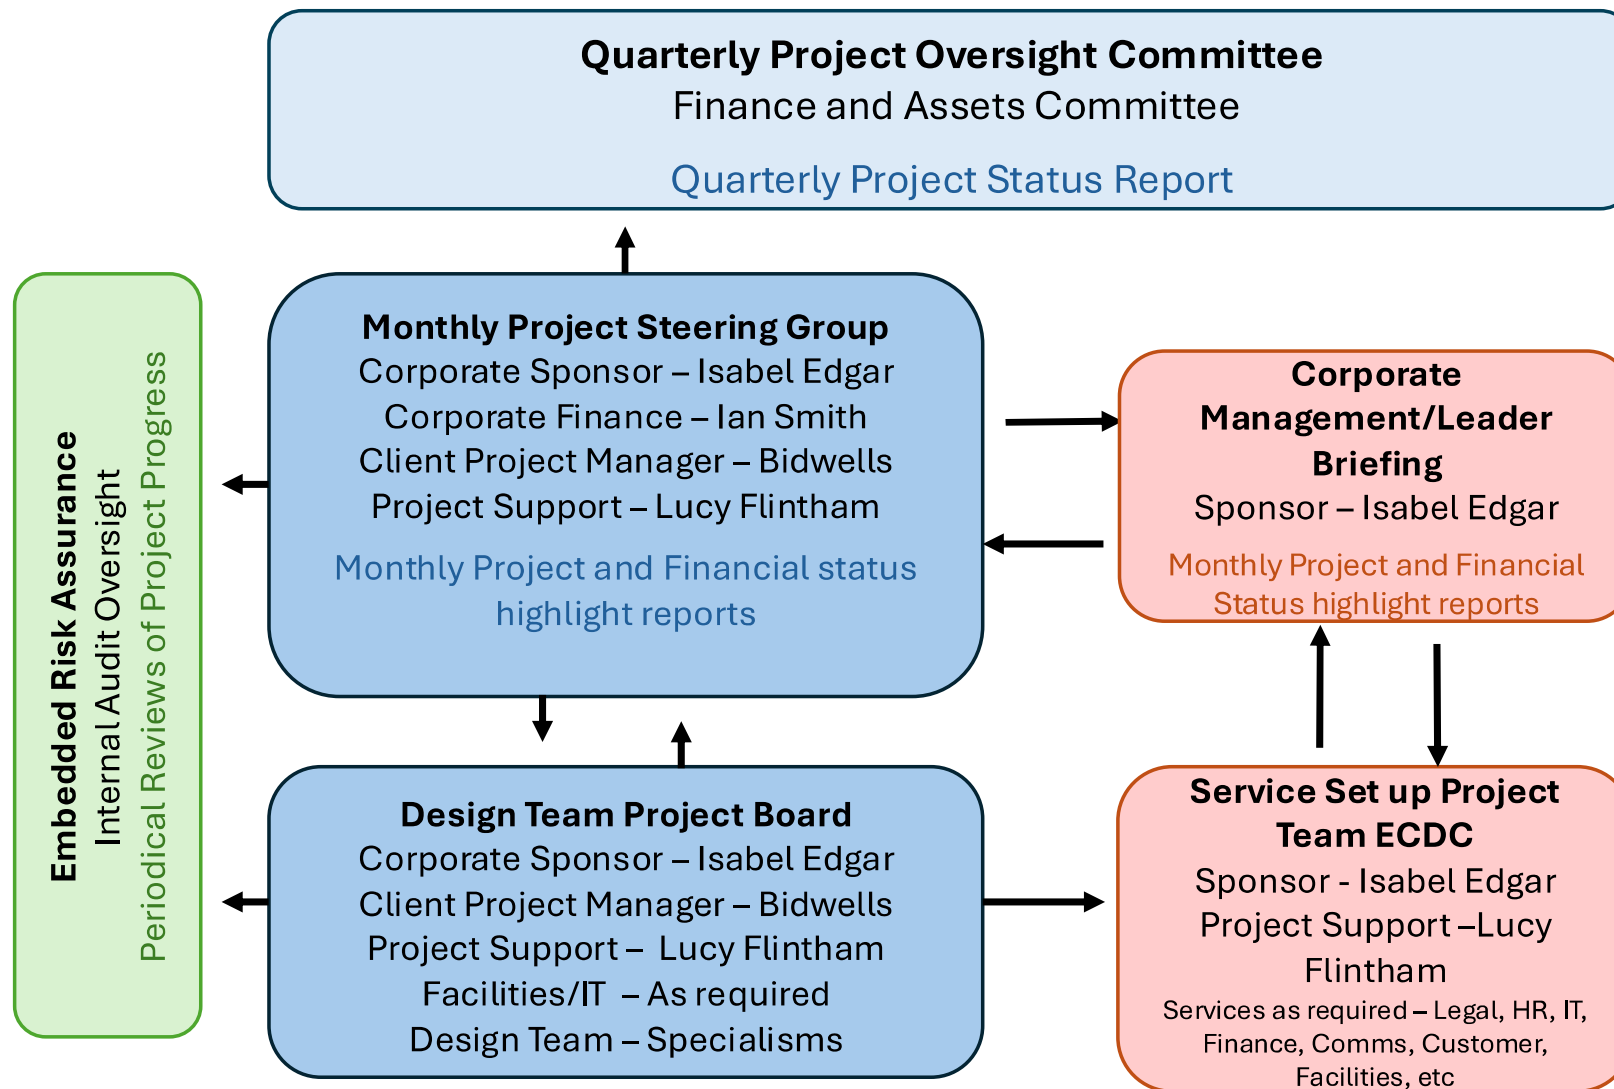 Quarterly Project Oversight Committee
Finance and Assets Committee
Quarterly Project Status Report
Embedded Risk Assurance
Internal Audit Oversight
Periodical Reviews of Project Progress
Monthly Project Steering Group
Corporate Sponsor – Isabel Edgar
Corporate Finance – Ian Smith
Client Project Manager – Bidwells
Project Support – Lucy Flintham
Monthly Project and Financial status
highlight reports
Corporate
Management/Leader
Briefing
Sponsor – Isabel Edgar
Monthly Project and Financial
Status highlight reports
Design Team Project Board
Corporate Sponsor – Isabel Edgar
Client Project Manager – Bidwells
Project Support – Lucy Flintham
Facilities/IT – As required
Design Team – Specialisms
Service Set up Project
Team ECDC
Sponsor - Isabel Edgar
Project Support –Lucy
Flintham
Services as required – Legal, HR, IT,
Finance, Comms, Customer,
Facilities, etc